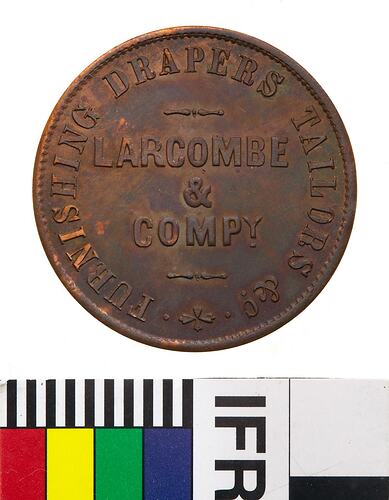 FURNISHING DRAPERS TAILORS &c
LARCOMBE
&
COMPY
IFR